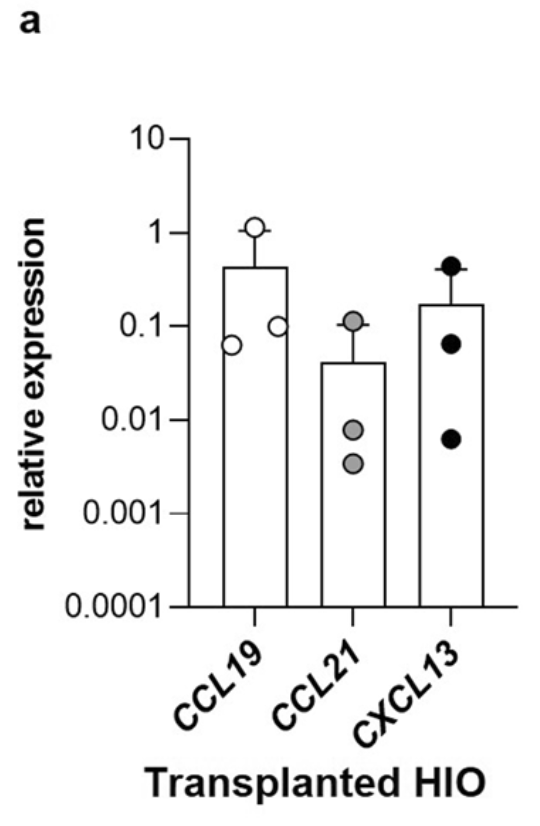 a
relative expression
10
1
0.1
0.01
0.001
0.0001
CCL19
CCL21
CXCL13
Transplanted HIO